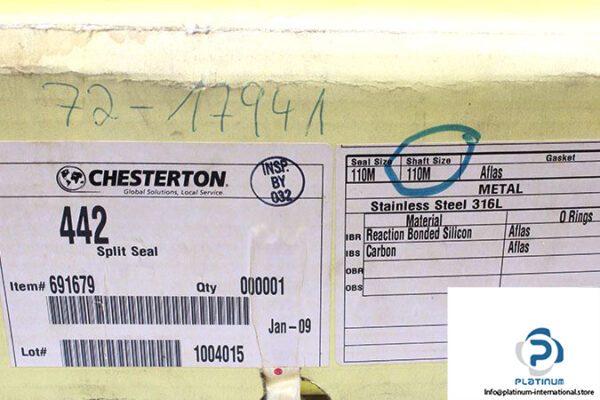 72-17941
CHESTERTON®
Global Solutions, Local Service.
INSP.
BY
032
442
Split Seal
Item# 691679 Qty 000001
Jan-09
Lot# 1004015
Seal Size Shaft Size Gasket
110M 110M Aflas
METAL
Stainless Steel 316L
Material O Rings
IBR Reaction Bonded Silicon Aflas
IBS Carbon Aflas
OBR
OBS
PLATINUM
Info@platinum-international.store